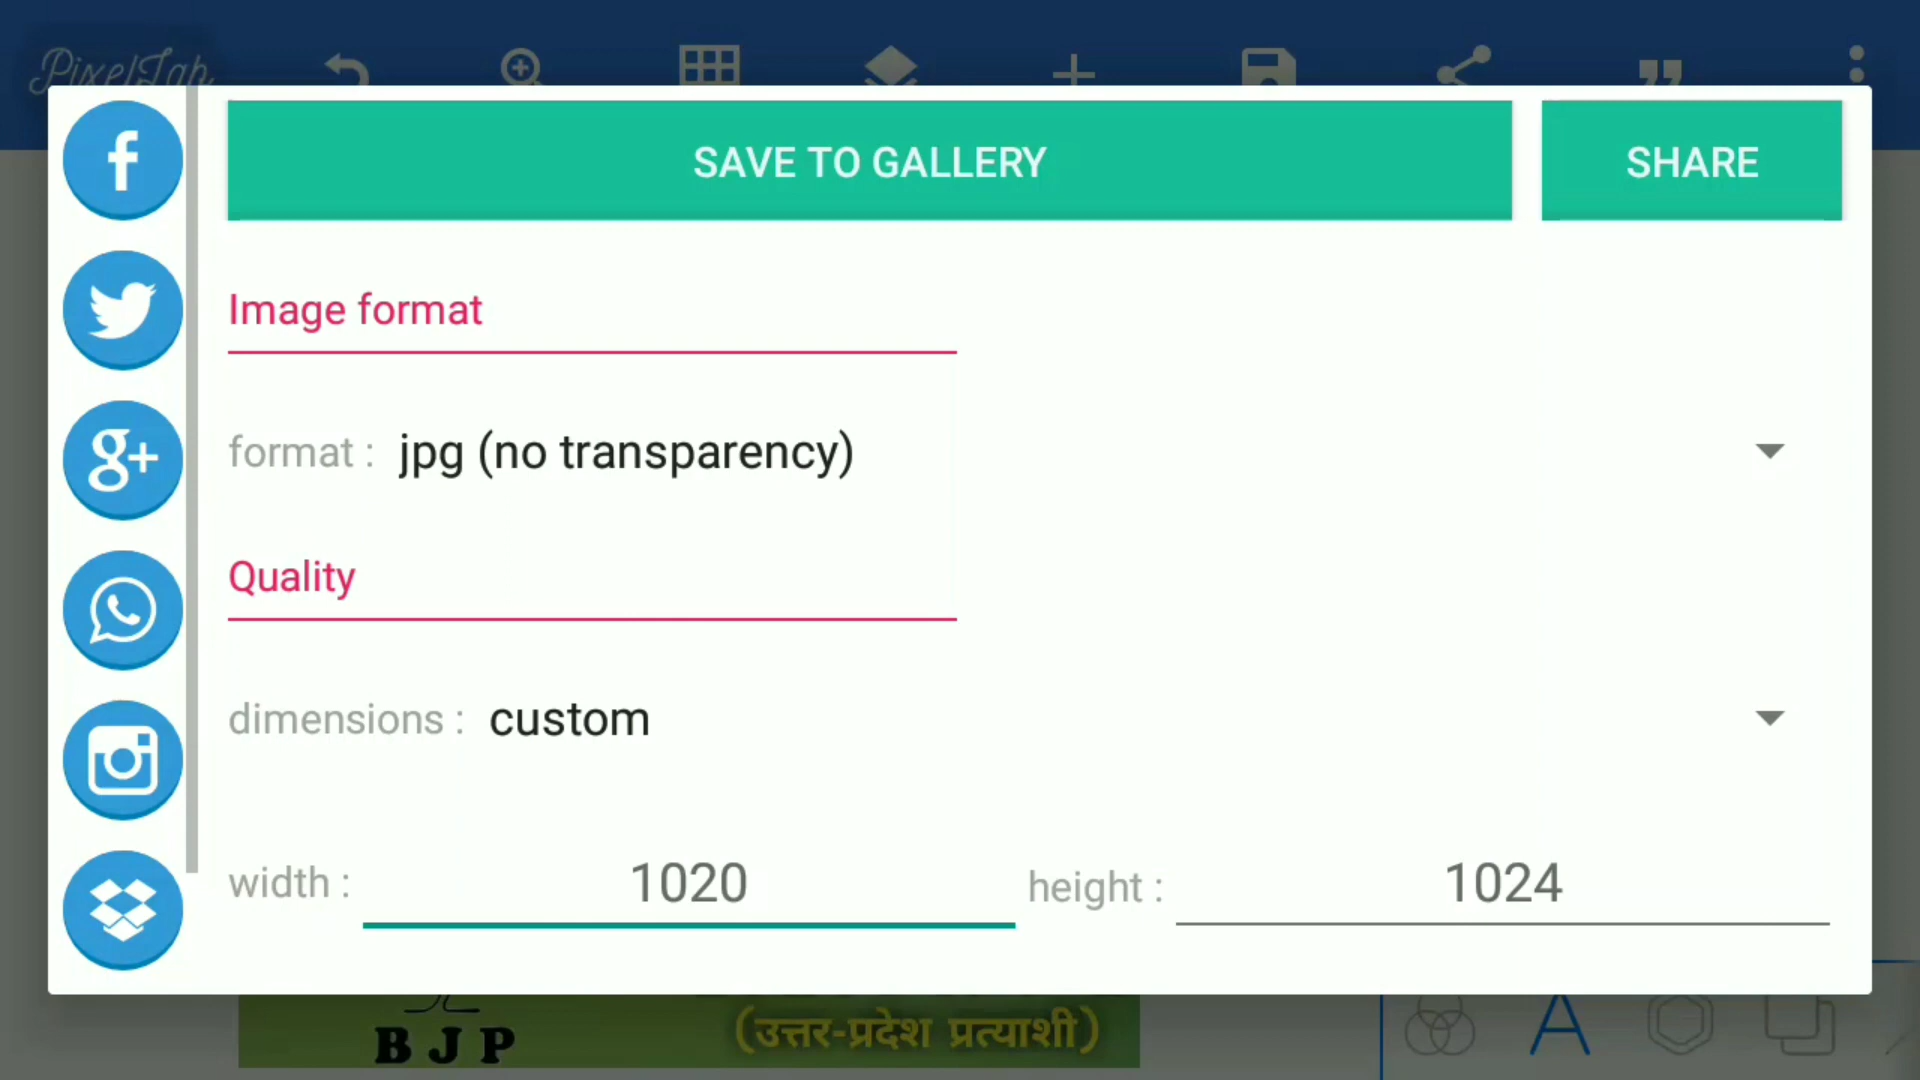 PixelLab
SAVE TO GALLERY
SHARE
Image format
format : jpg (no transparency)
Quality
dimensions : custom
width : 1020 height : 1024
BJP
(उत्तर-प्रदेश प्रत्याशी)